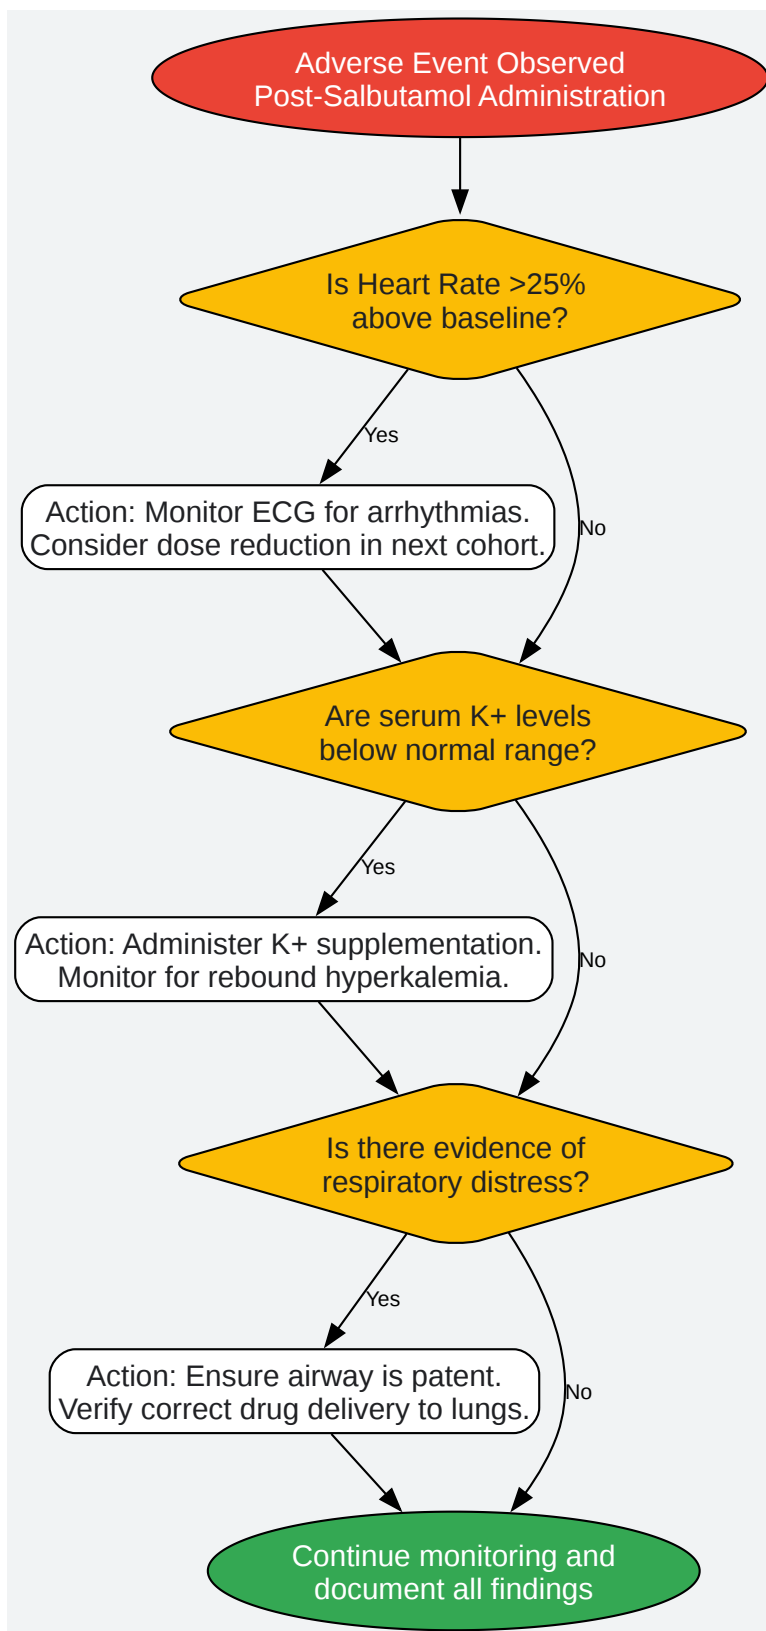 Adverse Event Observed
Post-Salbutamol Administration
Is Heart Rate >25%
above baseline?
Yes
Action: Monitor ECG for arrhythmias.
Consider dose reduction in next cohort.
No
Are serum K+ levels
below normal range?
Yes
Action: Administer K+ supplementation.
Monitor for rebound hyperkalemia.
No
Is there evidence of
respiratory distress?
Yes
Action: Ensure airway is patent.
Verify correct drug delivery to lungs.
No
Continue monitoring and
document all findings